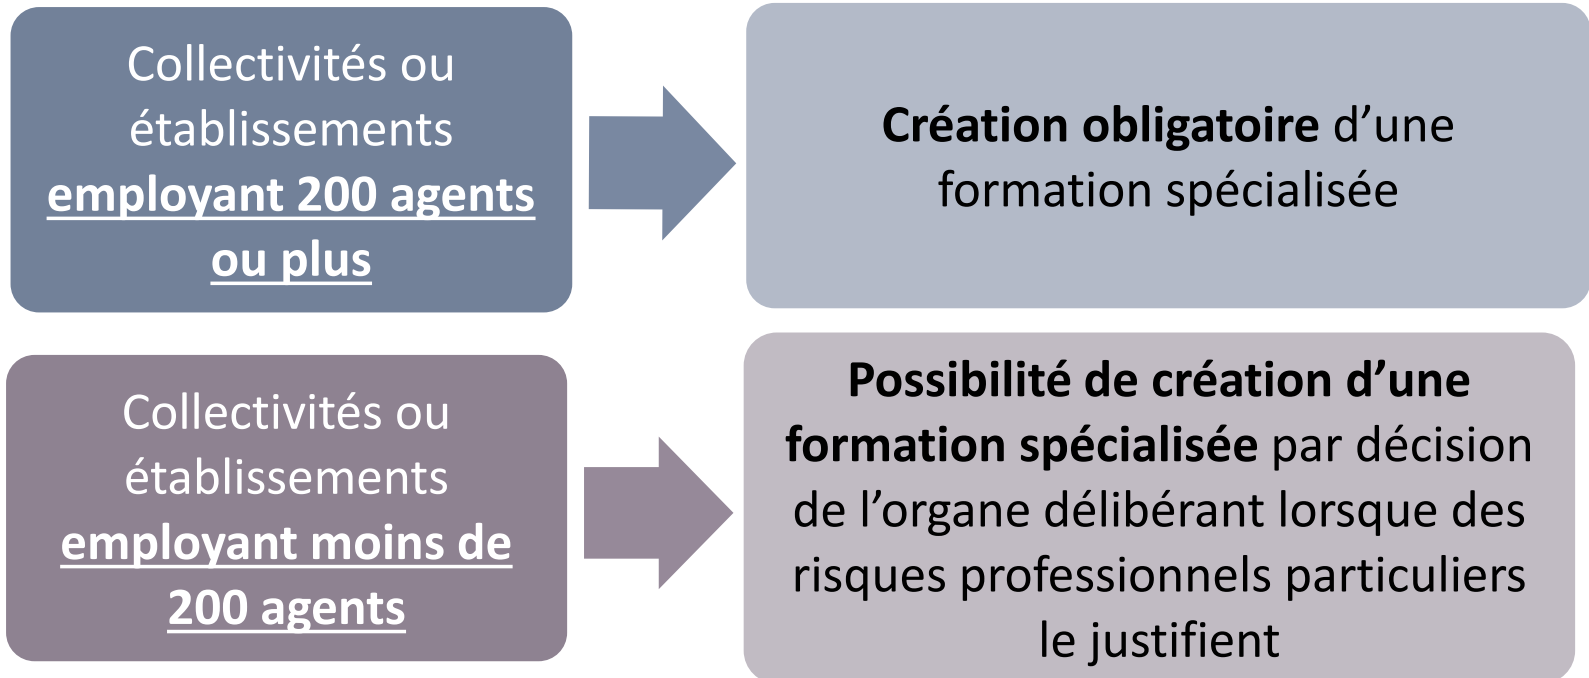 Collectivités ou
établissements
employant 200 agents
ou plus
Création obligatoire d’une
formation spécialisée
Collectivités ou
établissements
employant moins de
200 agents
Possibilité de création d’une
formation spécialisée par décision
de l’organe délibérant lorsque des
risques professionnels particuliers
le justifient